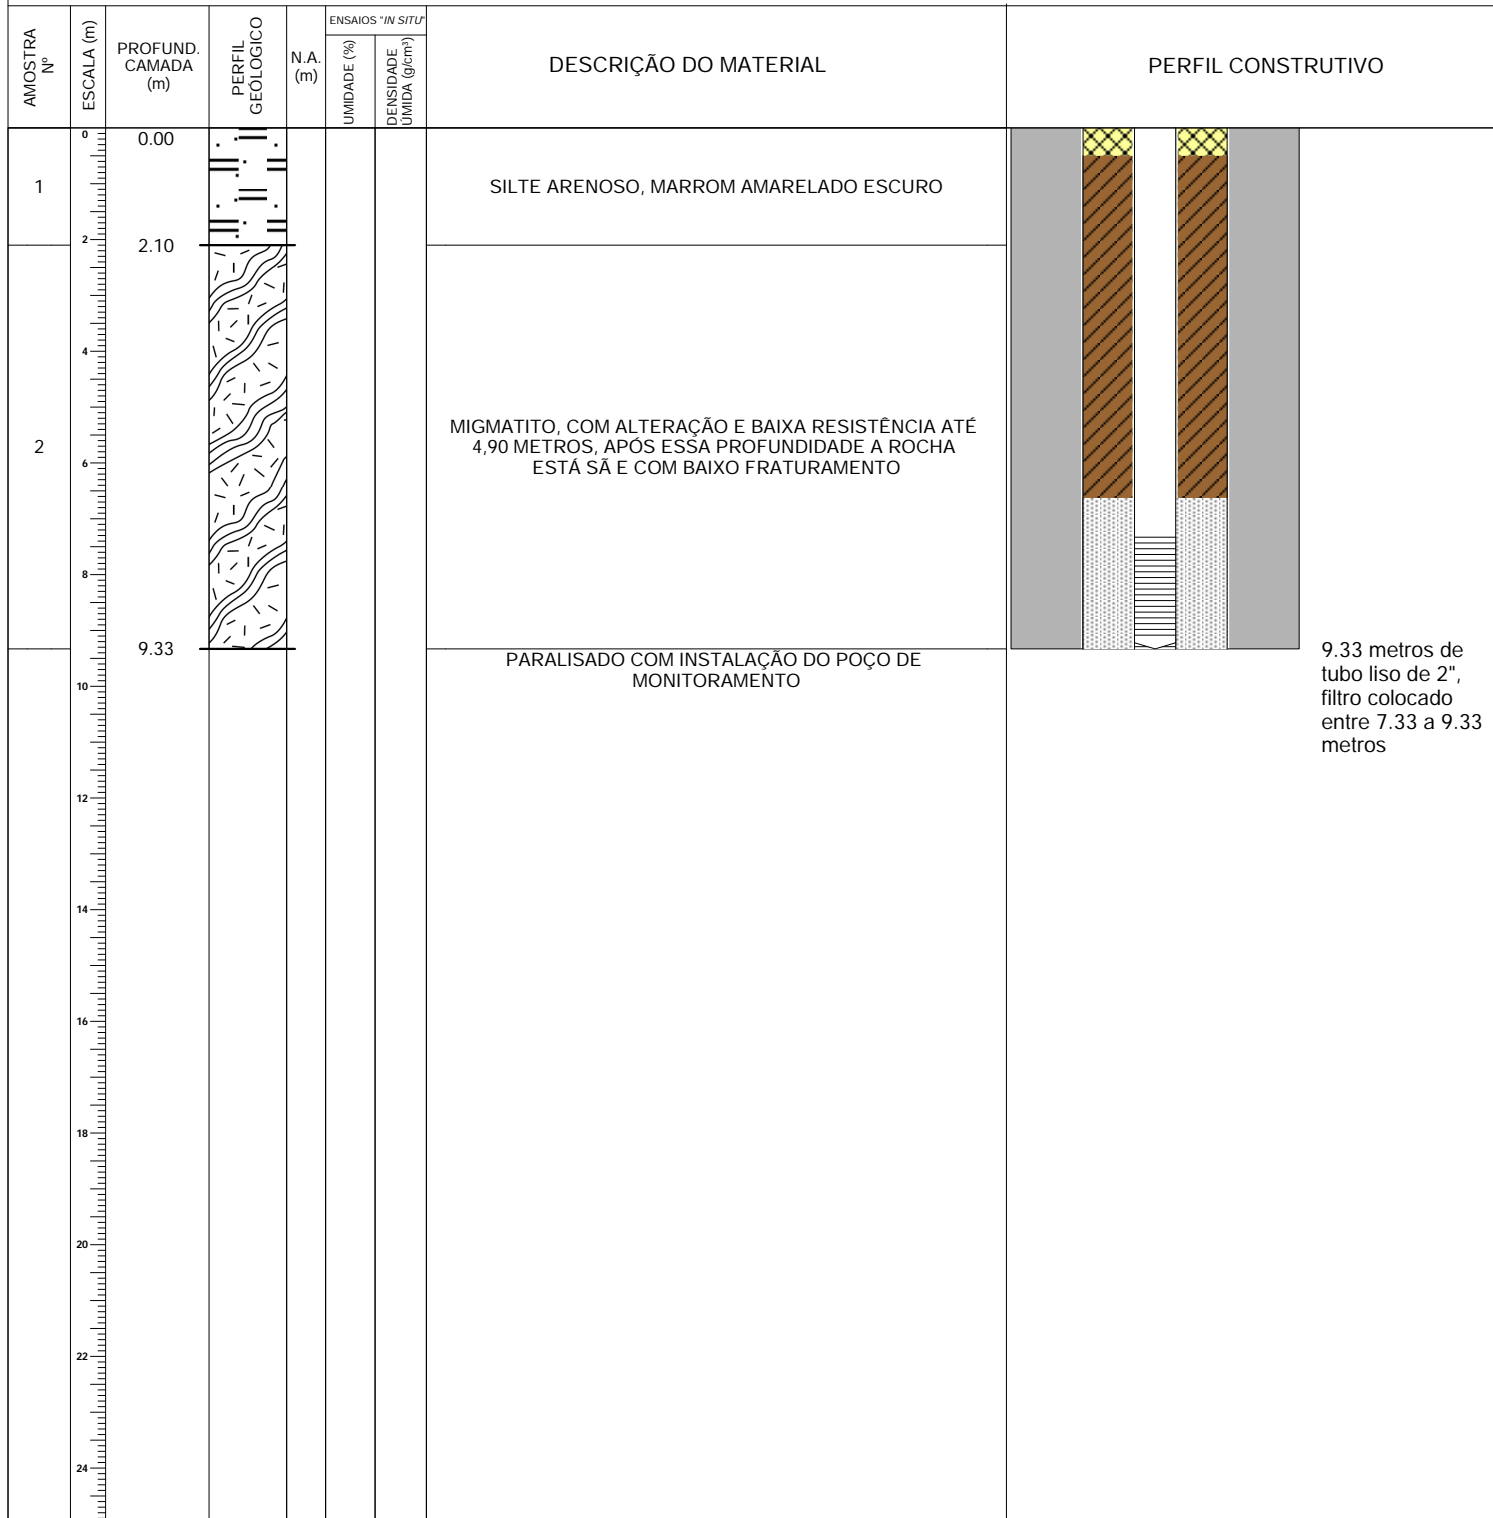 AMOSTRA
Nº
ESCALA (m)
PROFUND.
CAMADA
(m)
PERFIL
GEÓLOGICO
N.A.
(m)
ENSAIOS "IN SITU"
UMIDADE (%)
DENSIDADE
ÚMIDA (g/cm³)
DESCRIÇÃO DO MATERIAL
PERFIL CONSTRUTIVO
0
0.00
1
SILTE ARENOSO, MARROM AMARELADO ESCURO
2
2.10
4
2
MIGMATITO, COM ALTERAÇÃO E BAIXA RESISTÊNCIA ATÉ
4,90 METROS, APÓS ESSA PROFUNDIDADE A ROCHA
ESTÁ SÃ E COM BAIXO FRATURAMENTO
6
8
9.33
PARALISADO COM INSTALAÇÃO DO POÇO DE
MONITORAMENTO
9.33 metros de
tubo liso de 2",
filtro colocado
entre 7.33 a 9.33
metros
10
12
14
16
18
20
22
24